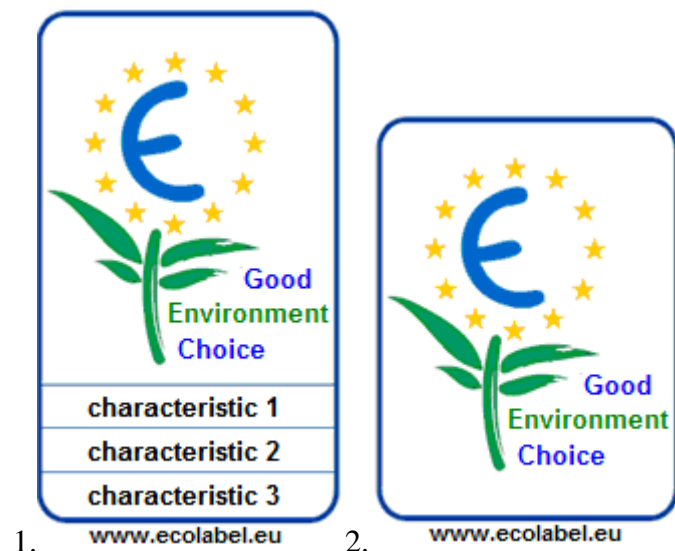 Good
Environment
Choice
characteristic 1
characteristic 2
characteristic 3
1. www.ecolabel.eu
Good
Environment
Choice
2. www.ecolabel.eu